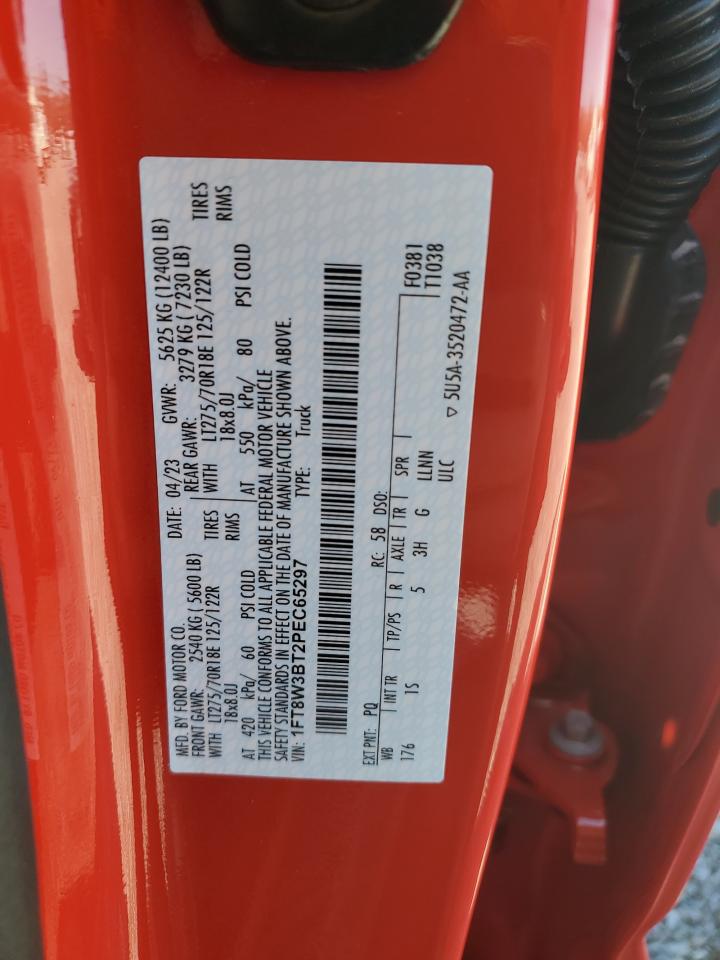 MFD. BY FORD MOTOR CO. DATE: 04/23 GVWR: 5625 KG (12400 LB)
FRONT GAWR: 2540 KG ( 5600 LB) REAR GAWR: 3279 KG ( 7230 LB)
WITH LT275/70R18E 125/122R TIRES WITH LT275/70R18E 125/122R TIRES
18x8.0J RIMS 18x8.0J RIMS
AT 420 kPa/ 60 PSI COLD AT 550 kPa/ 80 PSI COLD
THIS VEHICLE CONFORMS TO ALL APPLICABLE FEDERAL MOTOR VEHICLE
SAFETY STANDARDS IN EFFECT ON THE DATE OF MANUFACTURE SHOWN ABOVE.
VIN: 1FT8W3BT2PEC65297 TYPE: Truck
F0381
T1038
EXT PNT: PQ RC: 58 DSO:
WB INT TR TP/PS R AXLE TR SPR
176 1S 5 3H G LLNN
ULC ▽ 5U5A-3520472-AA